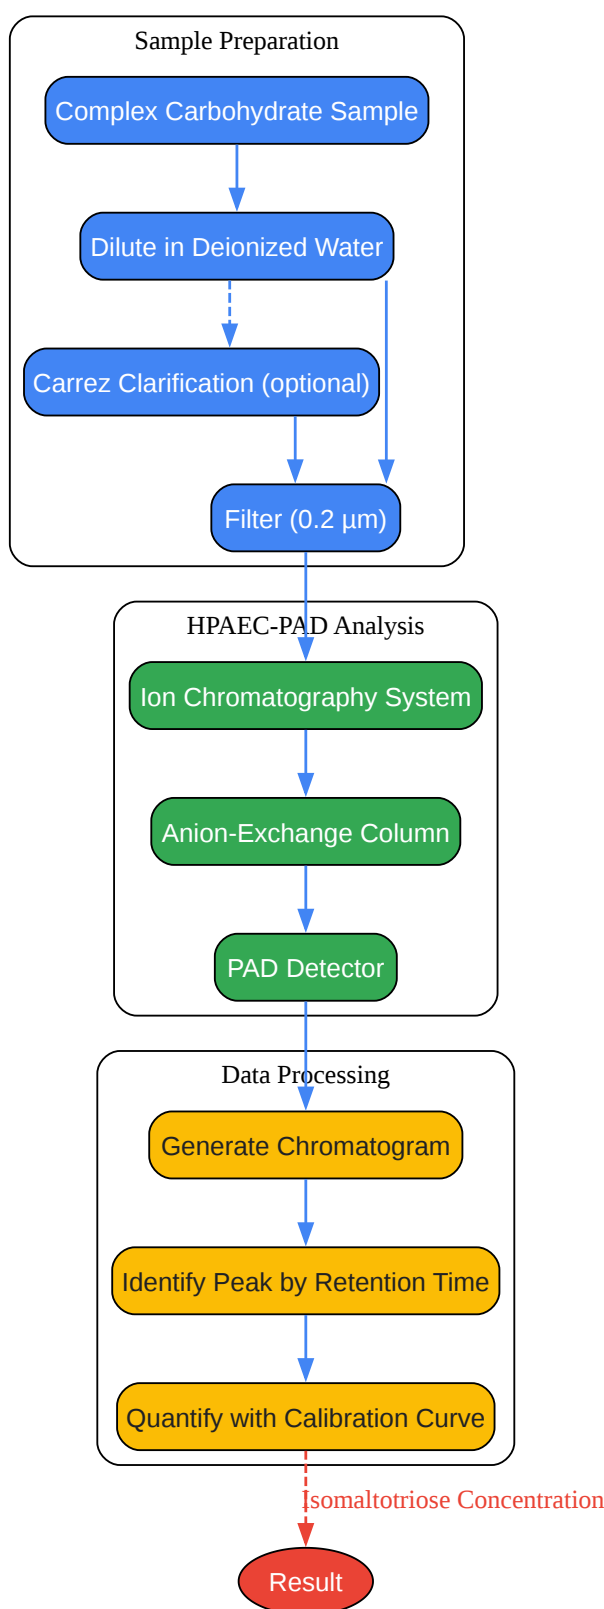 Sample Preparation
Complex Carbohydrate Sample
Dilute in Deionized Water
Carrez Clarification (optional)
Filter (0.2 µm)
HPAEC-PAD Analysis
Ion Chromatography System
Anion-Exchange Column
PAD Detector
Data Processing
Generate Chromatogram
Identify Peak by Retention Time
Quantify with Calibration Curve
Isomaltotriose Concentration
Result